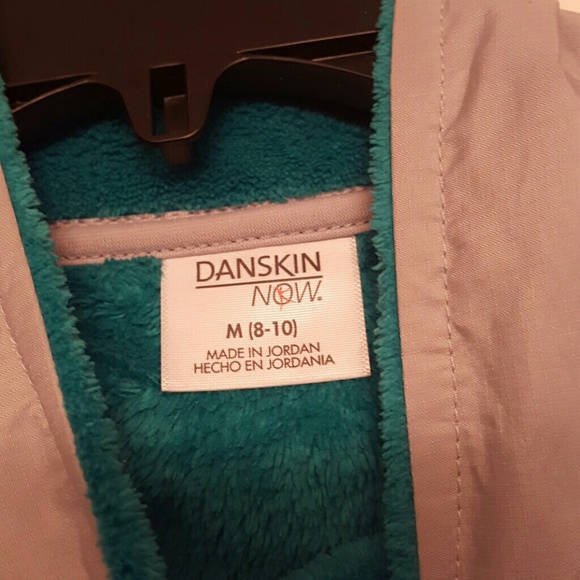 DANSKIN
NOW.
M (8-10)
MADE IN JORDAN
HECHO EN JORDANIA